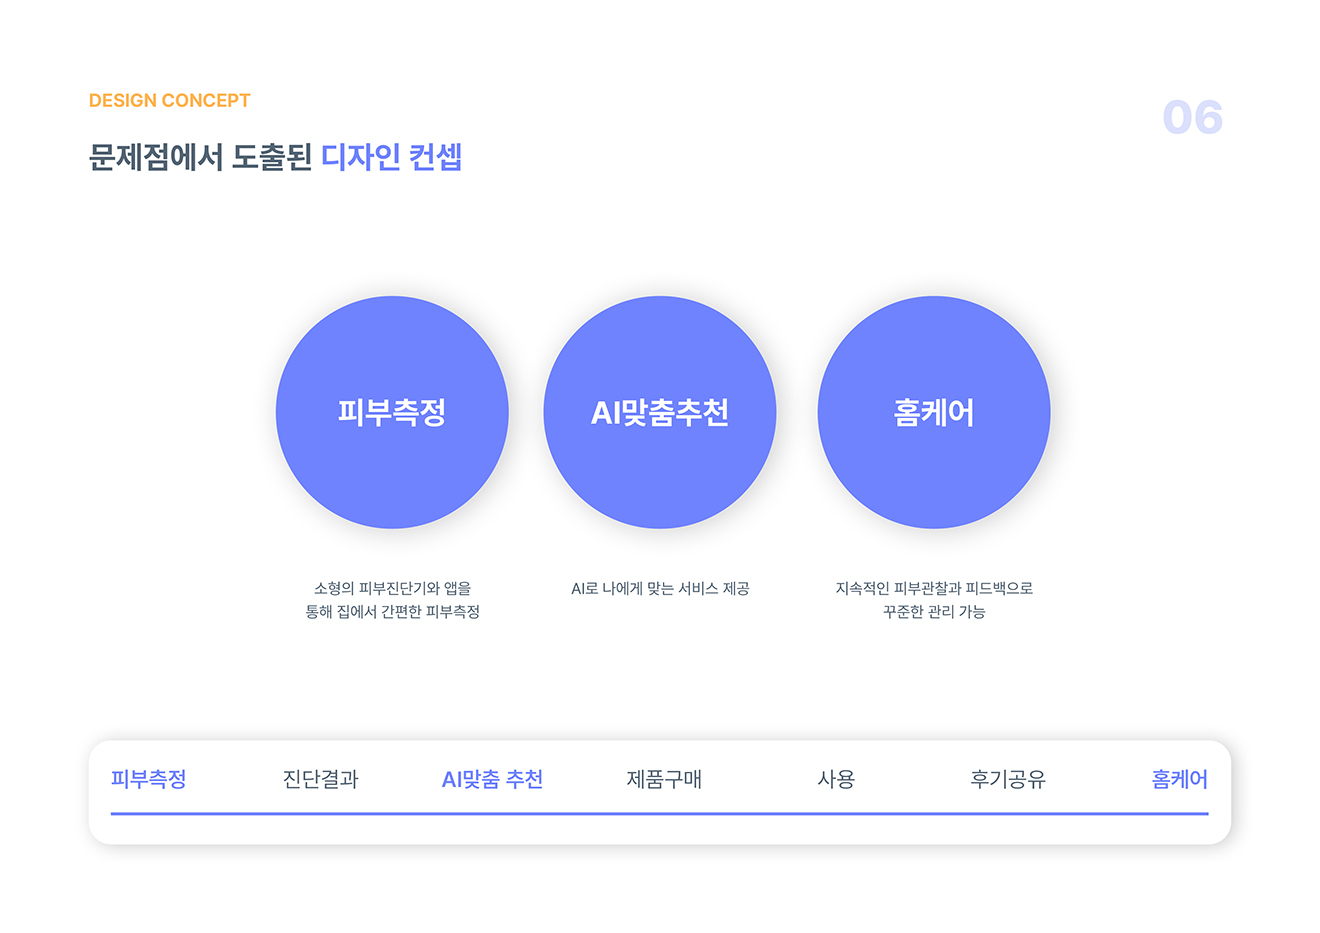 DESIGN CONCEPT
06
문제점에서 도출된 디자인 컨셉
피부측정
AI맞춤추천
홈케어
소형의 피부진단기와 앱을
통해 집에서 간편한 피부측정
AI로 나에게 맞는 서비스 제공
지속적인 피부관찰과 피드백으로
꾸준한 관리 가능
피부측정 진단결과 AI맞춤 추천 제품구매 사용 후기공유 홈케어